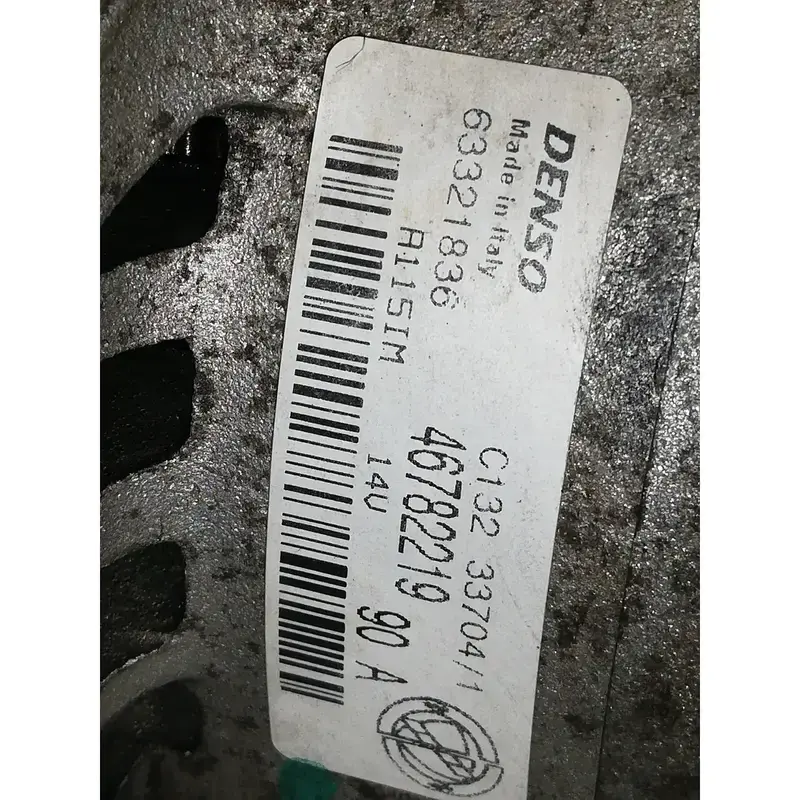 DENSO
Made in Italy
63321836 C132 33704/1
46782219 90 A
A115IM 14V